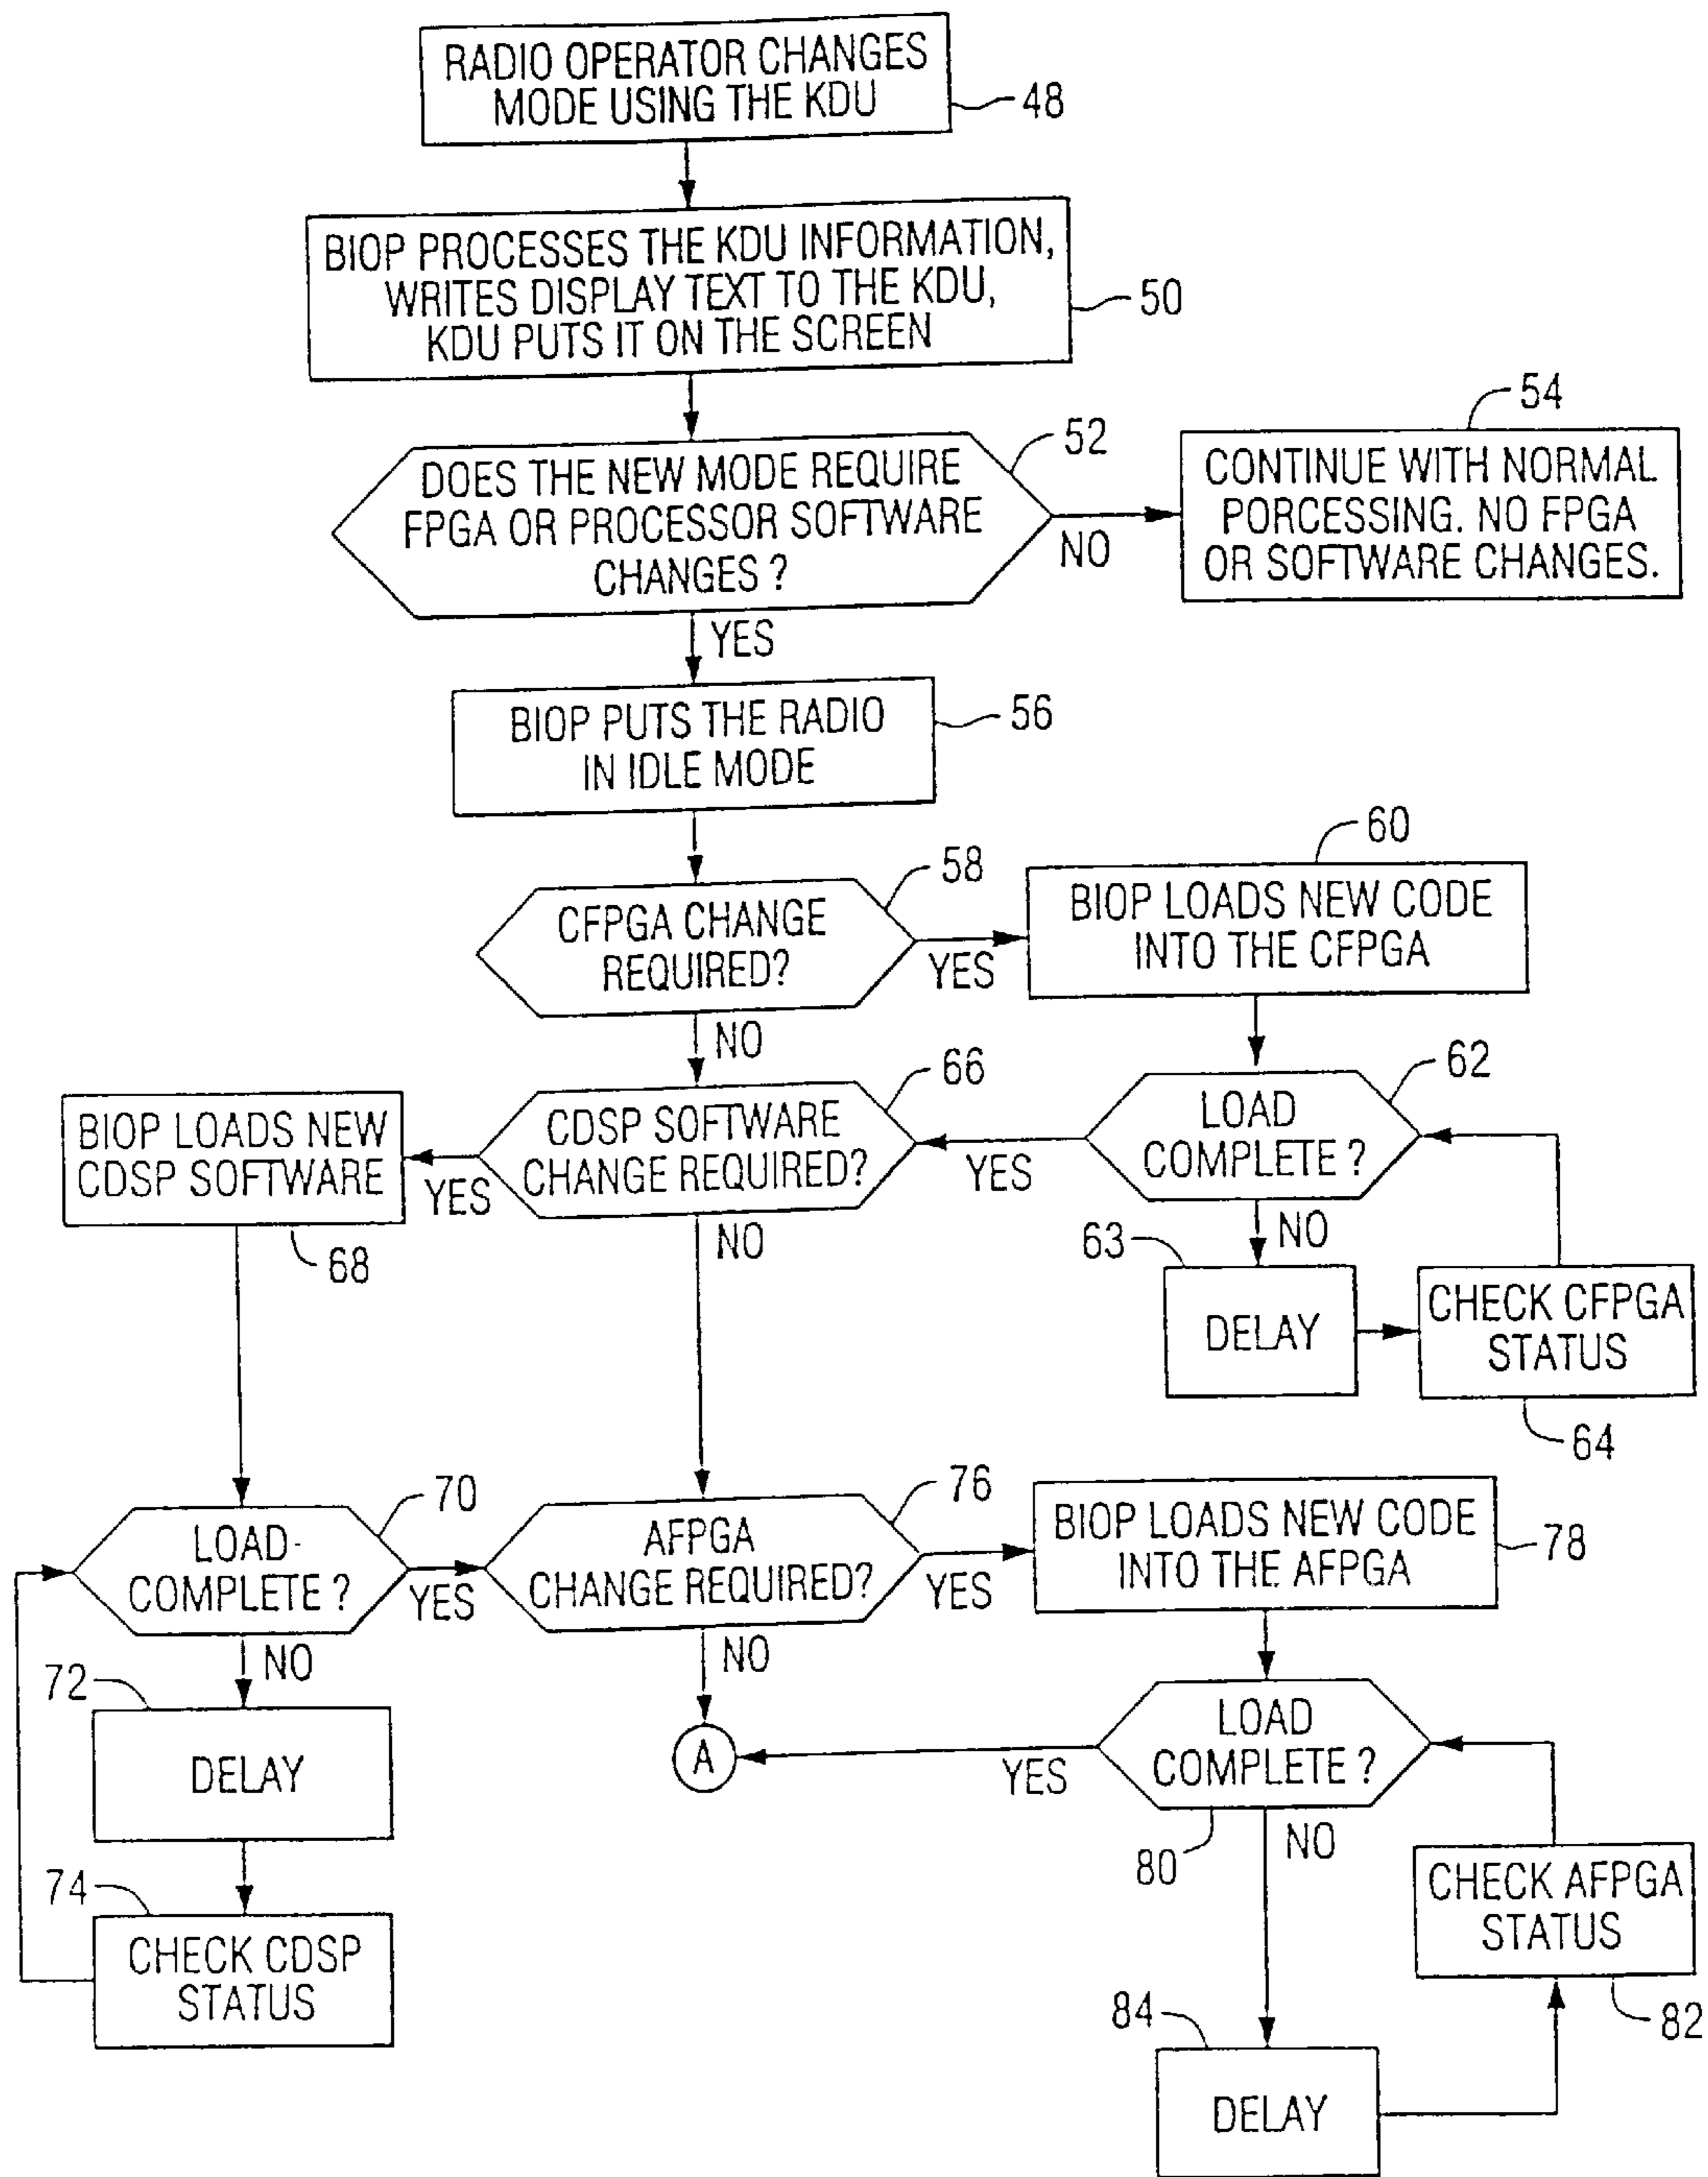 RADIO OPERATOR CHANGES
MODE USING THE KDU
48
BIOP PROCESSES THE KDU INFORMATION,
WRITES DISPLAY TEXT TO THE KDU,
KDU PUTS IT ON THE SCREEN
50
DOES THE NEW MODE REQUIRE
FPGA OR PROCESSOR SOFTWARE
CHANGES ?
52
NO
YES
54
CONTINUE WITH NORMAL
PORCESSING. NO FPGA
OR SOFTWARE CHANGES.
BIOP PUTS THE RADIO
IN IDLE MODE
56
CFPGA CHANGE
REQUIRED?
58
YES
NO
60
BIOP LOADS NEW CODE
INTO THE CFPGA
LOAD
COMPLETE ?
62
YES
NO
63
DELAY
CHECK CFPGA
STATUS
64
CDSP SOFTWARE
CHANGE REQUIRED?
66
YES
NO
BIOP LOADS NEW
CDSP SOFTWARE
68
LOAD-
COMPLETE ?
70
YES
NO
72
DELAY
74
CHECK CDSP
STATUS
AFPGA
CHANGE REQUIRED?
76
YES
NO
A
BIOP LOADS NEW CODE
INTO THE AFPGA
78
LOAD
COMPLETE ?
80
YES
NO
CHECK AFPGA
STATUS
82
84
DELAY